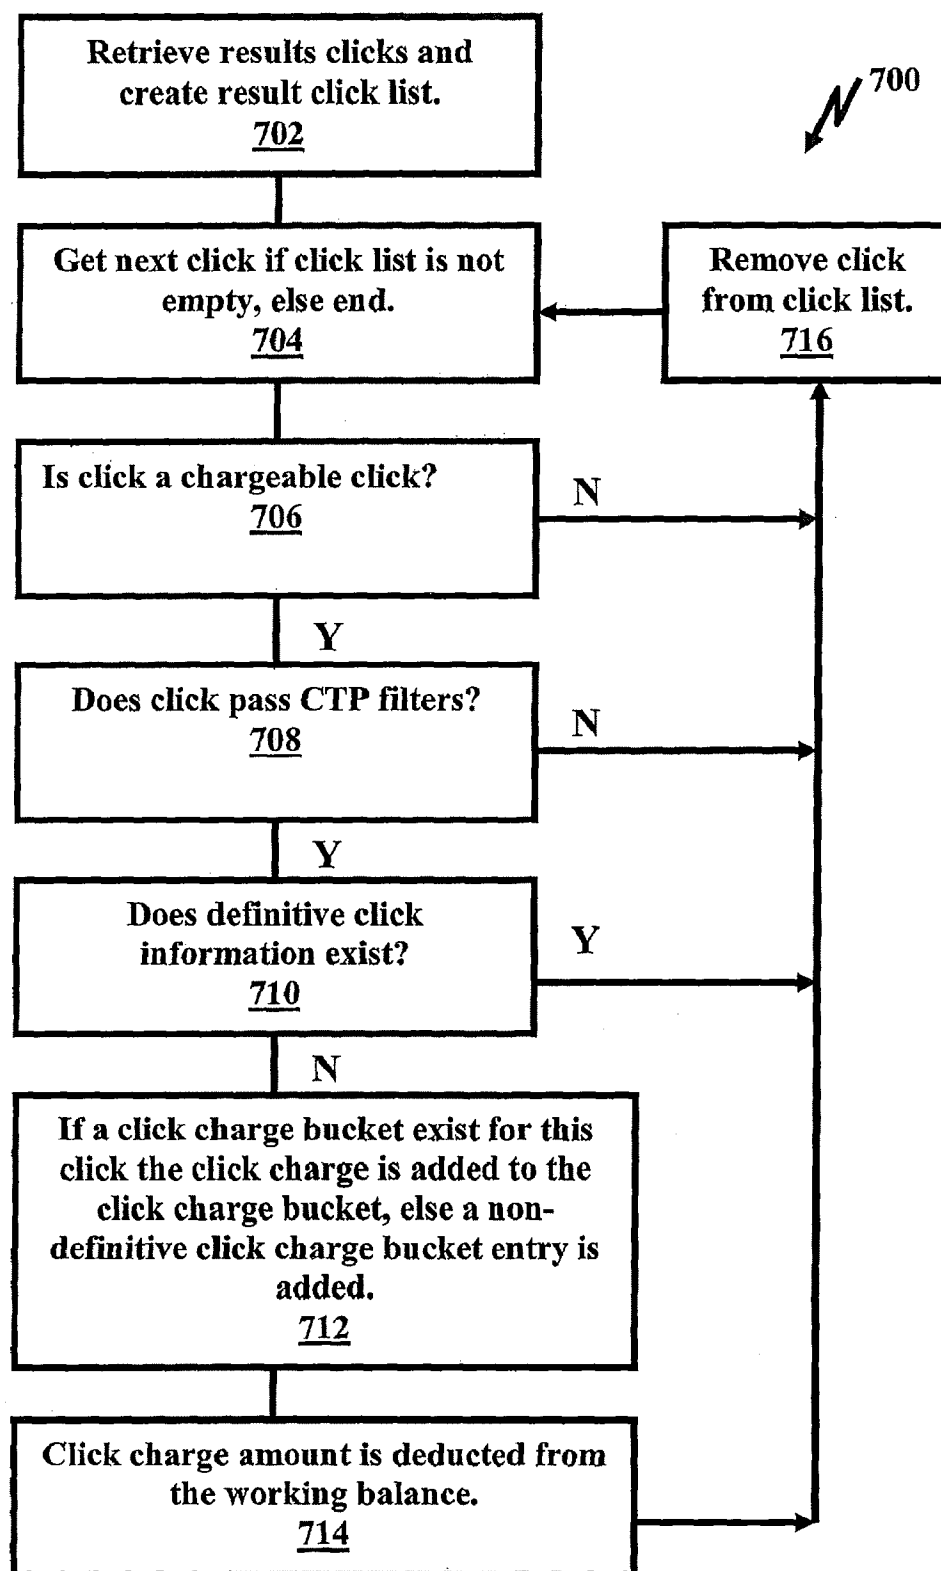 Retrieve results clicks and
create result click list.
702
700
Get next click if click list is not
empty, else end.
704
Remove click
from click list.
716
Is click a chargeable click?
706
N
Y
Does click pass CTP filters?
708
N
Y
Does definitive click
information exist?
710
Y
N
If a click charge bucket exist for this
click the click charge is added to the
click charge bucket, else a non-
definitive click charge bucket entry is
added.
712
Click charge amount is deducted from
the working balance.
714